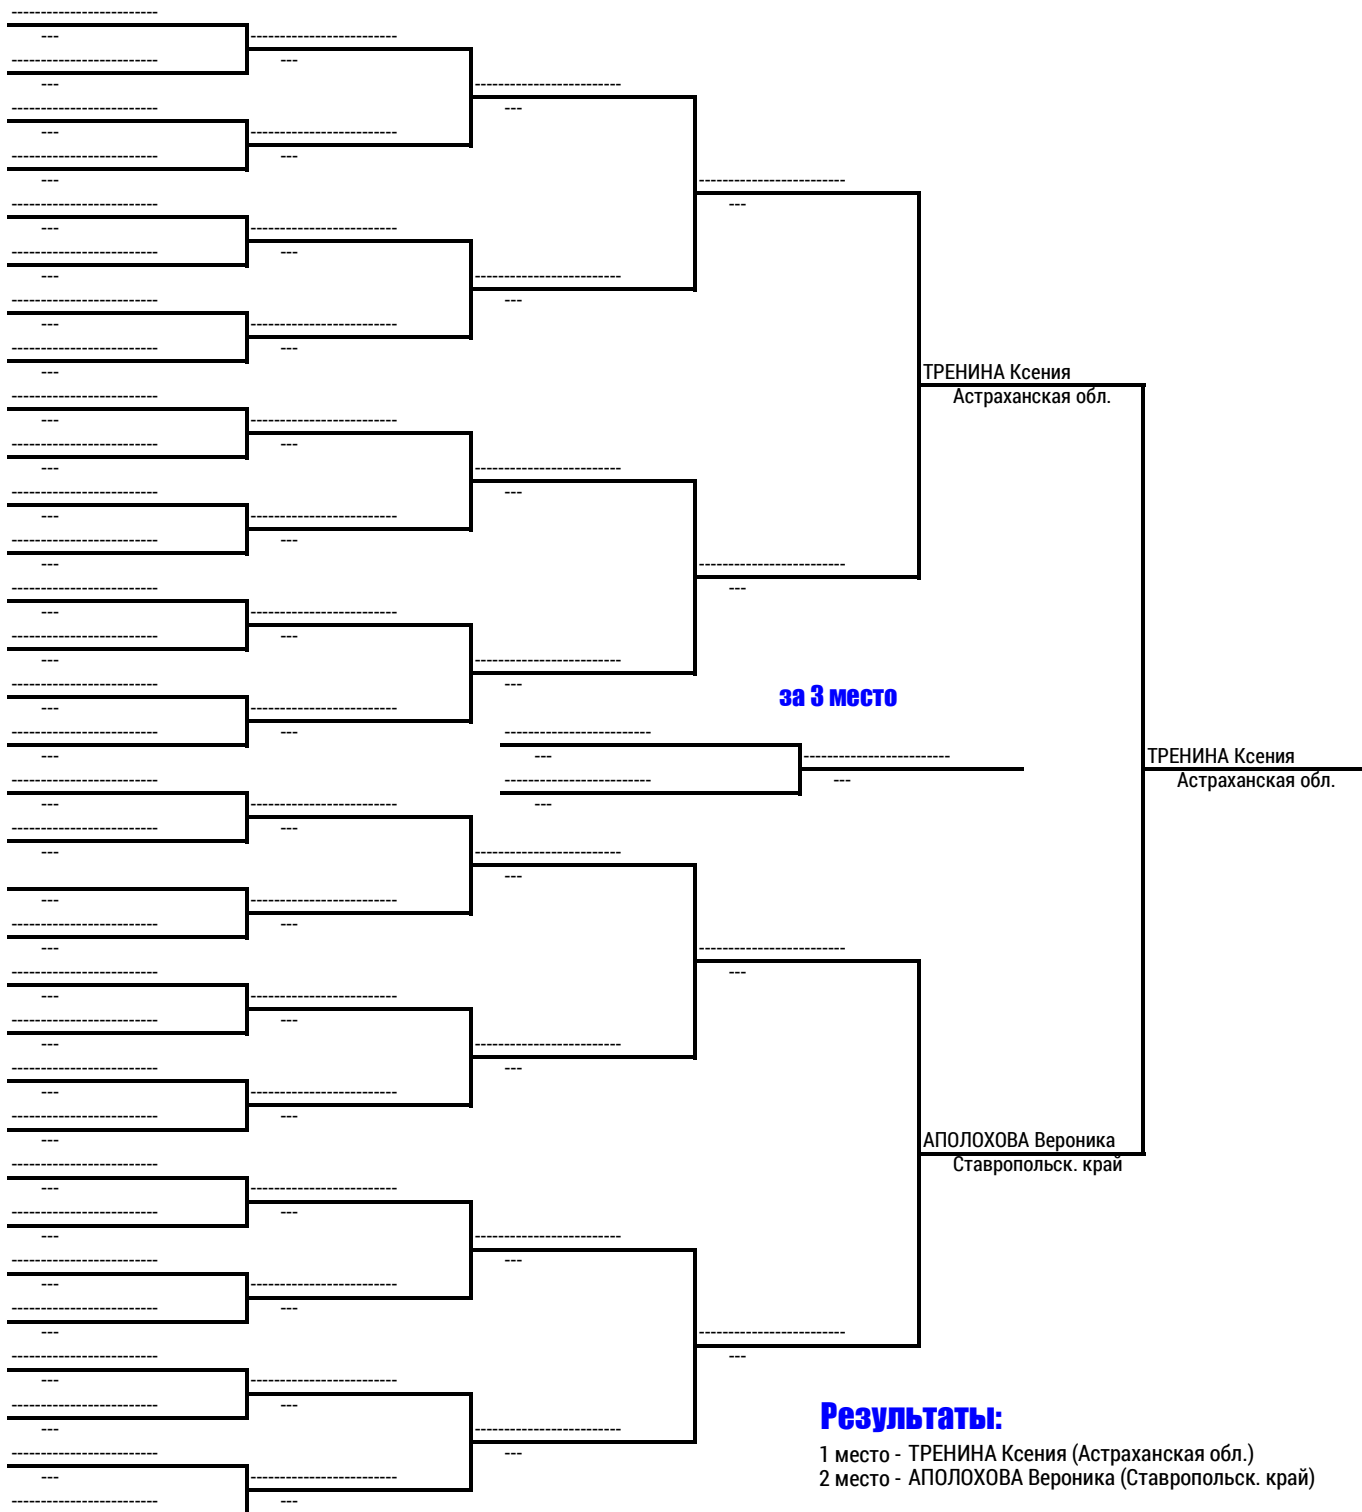 ТРЕНИНА Ксения
Астраханская обл.
за 3 место
ТРЕНИНА Ксения
Астраханская обл.
АПОЛОХОВА Вероника
Ставропольск. край
Результаты:
1 место - ТРЕНИНА Ксения (Астраханская обл.)
2 место - АПОЛОХОВА Вероника (Ставропольск. край)